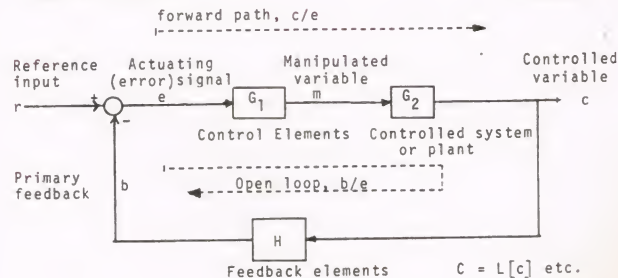 forward path, c/e
Reference
input
Actuating
(error)signal
Manipulated
variable
Controlled
variable
r
+
-
e
G1
m
G2
c
Control Elements
Controlled system
or plant
Primary
feedback
b
Open loop, b/e
H
Feedback elements
C = L[c] etc.